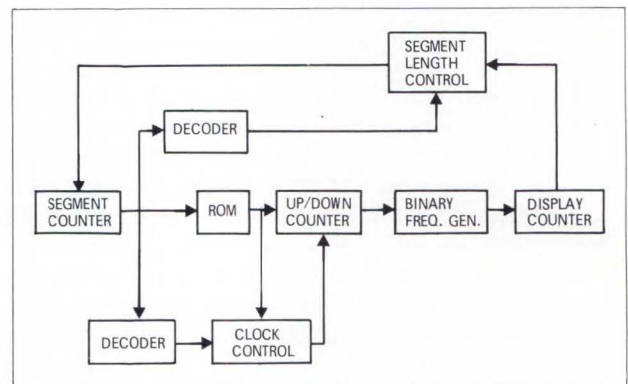 SEGMENT
LENGTH
CONTROL
DECODER
SEGMENT
COUNTER
ROM
UP/DOWN
COUNTER
BINARY
FREQ. GEN.
DISPLAY
COUNTER
DECODER
CLOCK
CONTROL